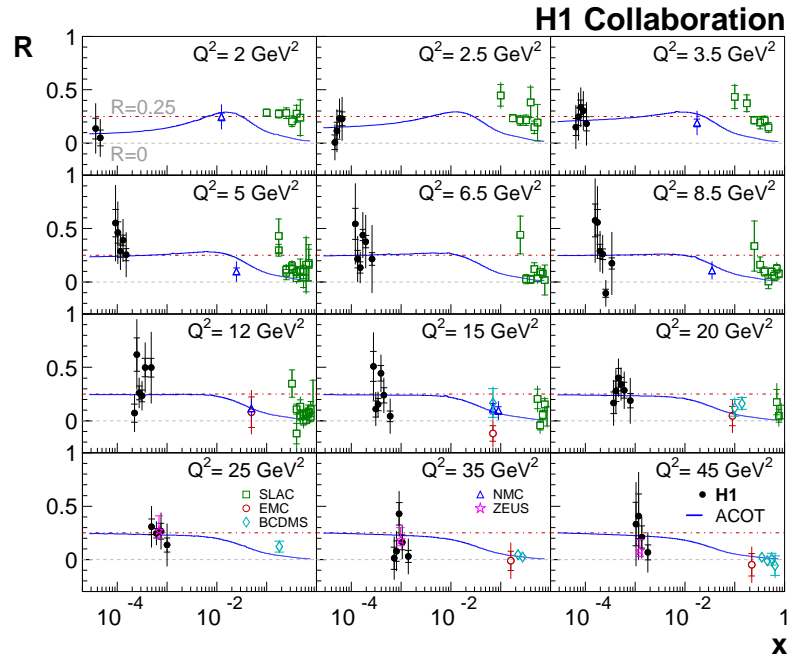 H1 Collaboration
R
1
Q² = 2 GeV²
Q² = 2.5 GeV²
Q² = 3.5 GeV²
0.5
R=0.25
0
R=0
1
Q² = 5 GeV²
Q² = 6.5 GeV²
Q² = 8.5 GeV²
0.5
0
1
Q² = 12 GeV²
Q² = 15 GeV²
Q² = 20 GeV²
0.5
0
1
Q² = 25 GeV²
Q² = 35 GeV²
Q² = 45 GeV²
SLAC
NMC
H1
0.5
EMC
ZEUS
ACOT
BCDMS
0
10⁻⁴ 10⁻² 10⁻⁴ 10⁻² 10⁻⁴ 10⁻² 1
x